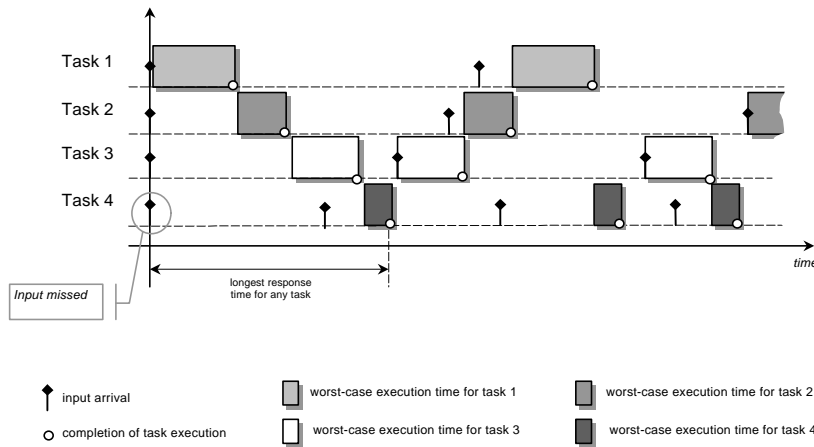 Task 1
Task 2
Task 3
Task 4
time
longest response
time for any task
Input missed
input arrival
completion of task execution
worst-case execution time for task 1
worst-case execution time for task 3
worst-case execution time for task 2
worst-case execution time for task 4